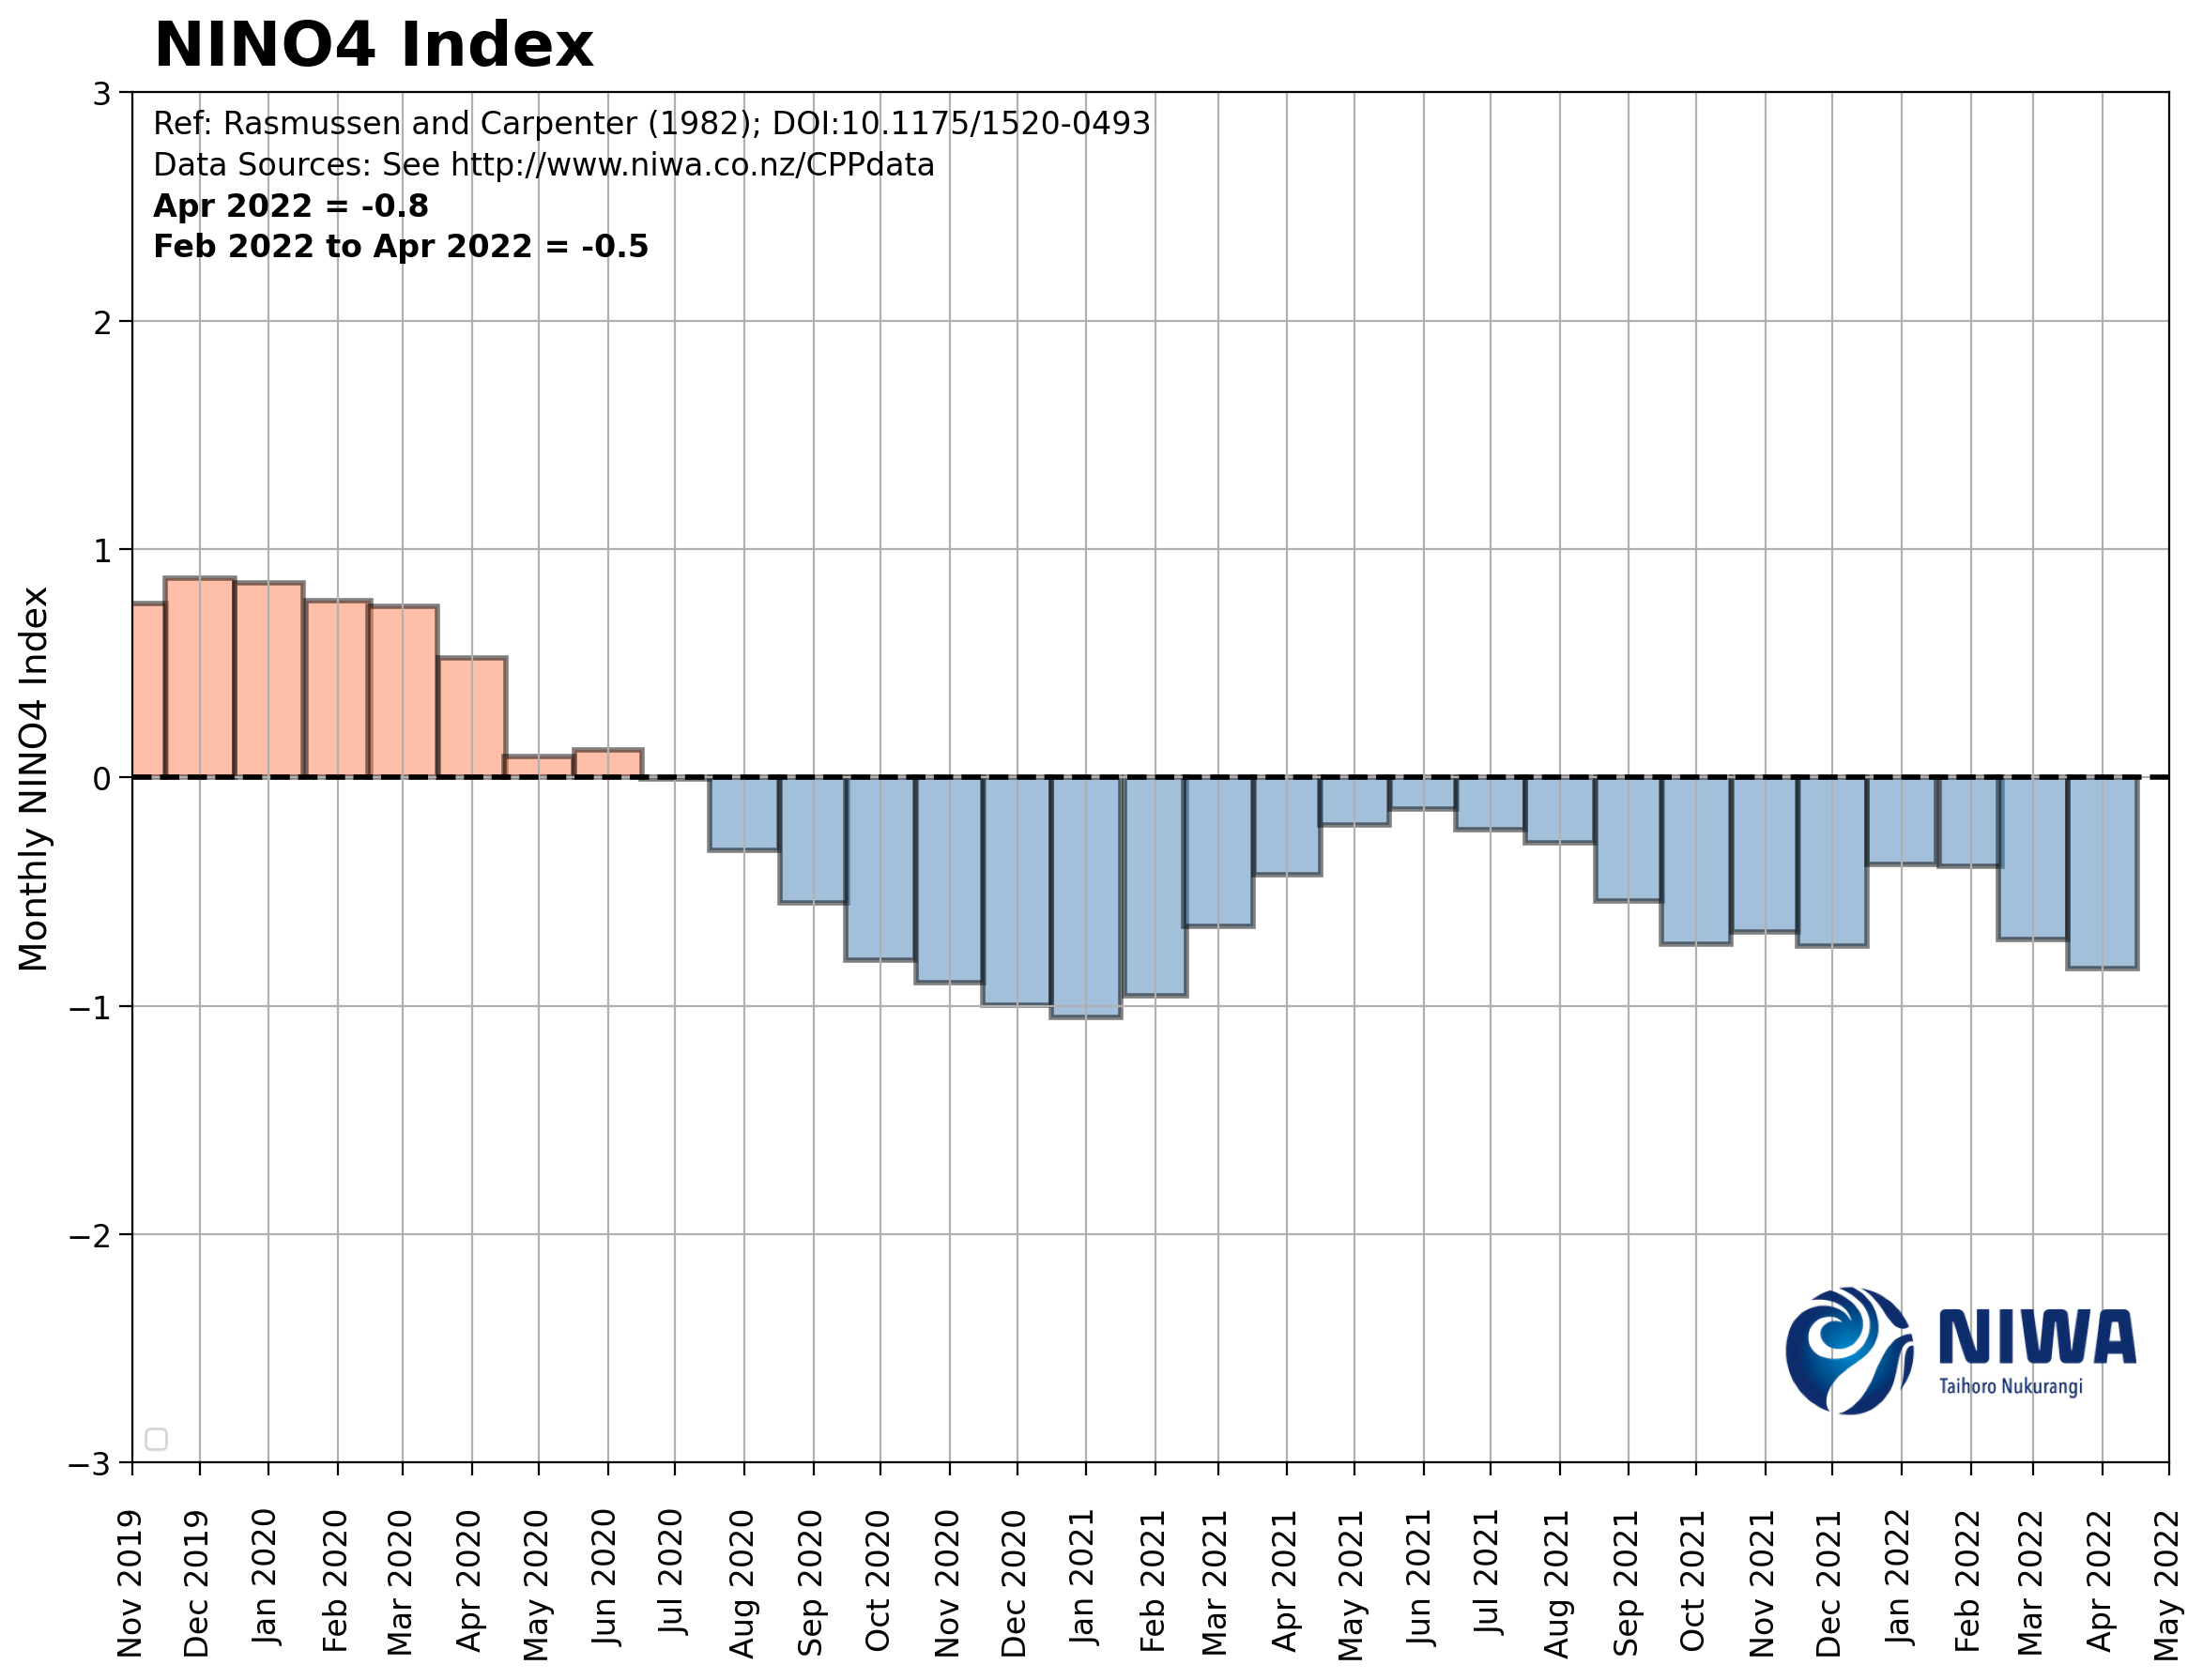 NINO4 Index
3
Ref: Rasmussen and Carpenter (1982); DOI:10.1175/1520-0493
Data Sources: See http://www.niwa.co.nz/CPPdata
Apr 2022 = -0.8
Feb 2022 to Apr 2022 = -0.5
2
1
0
−1
−2
−3
Monthly NINO4 Index
NIWA
Taihoro Nukurangi
Nov 2019
Dec 2019
Jan 2020
Feb 2020
Mar 2020
Apr 2020
May 2020
Jun 2020
Jul 2020
Aug 2020
Sep 2020
Oct 2020
Nov 2020
Dec 2020
Jan 2021
Feb 2021
Mar 2021
Apr 2021
May 2021
Jun 2021
Jul 2021
Aug 2021
Sep 2021
Oct 2021
Nov 2021
Dec 2021
Jan 2022
Feb 2022
Mar 2022
Apr 2022
May 2022